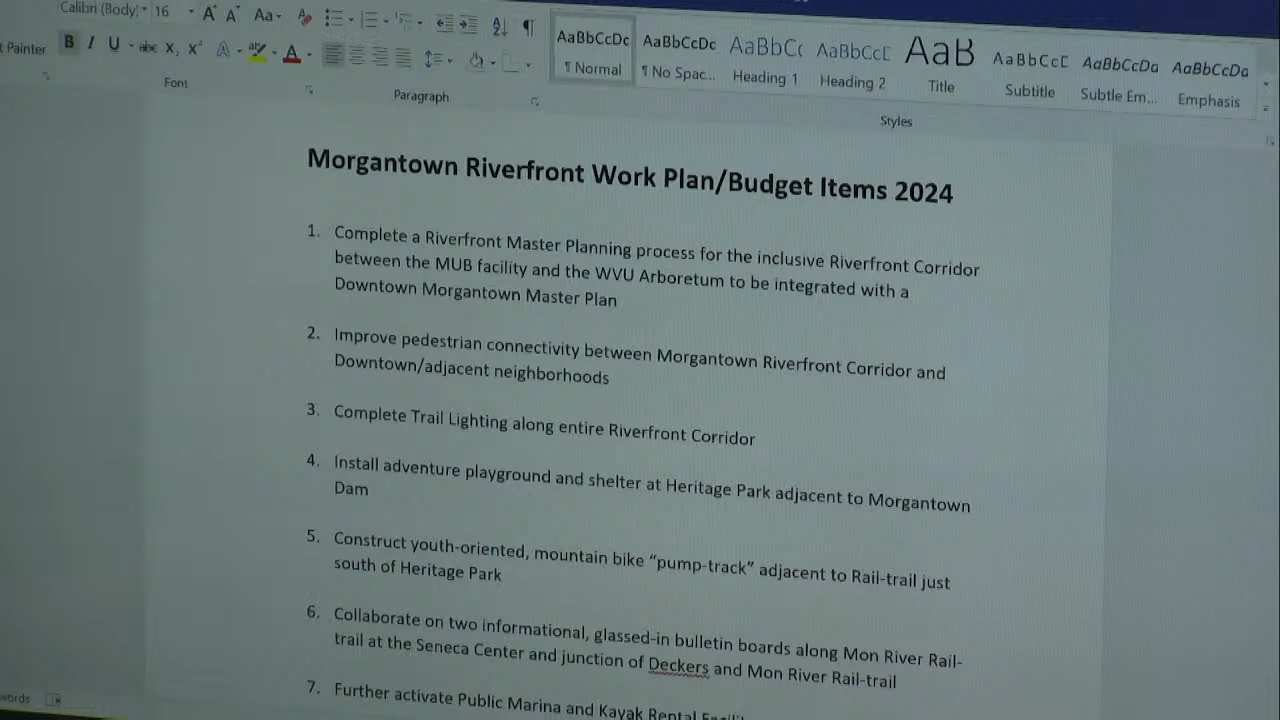 Calibri (Body) 16 Aa
t Painter B I U abc X, X
Font
Paragraph
AaBbCcDc AaBbCcDc AaBbC AaBbCcD AaB AaBbCcD AaBbCcDa AaBbCcDa
¶ Normal ¶ No Spac... Heading 1 Heading 2 Title Subtitle Subtle Em... Emphasis
Styles
Morgantown Riverfront Work Plan/Budget Items 2024
1. Complete a Riverfront Master Planning process for the inclusive Riverfront Corridor
between the MUB facility and the WVU Arboretum to be integrated with a
Downtown Morgantown Master Plan
2. Improve pedestrian connectivity between Morgantown Riverfront Corridor and
Downtown/adjacent neighborhoods
3. Complete Trail Lighting along entire Riverfront Corridor
4. Install adventure playground and shelter at Heritage Park adjacent to Morgantown
Dam
5. Construct youth-oriented, mountain bike “pump-track” adjacent to Rail-trail just
south of Heritage Park
6. Collaborate on two informational, glassed-in bulletin boards along Mon River Rail-
trail at the Seneca Center and junction of Deckers and Mon River Rail-trail
7. Further activate Public Marina and Kayak Rental
words